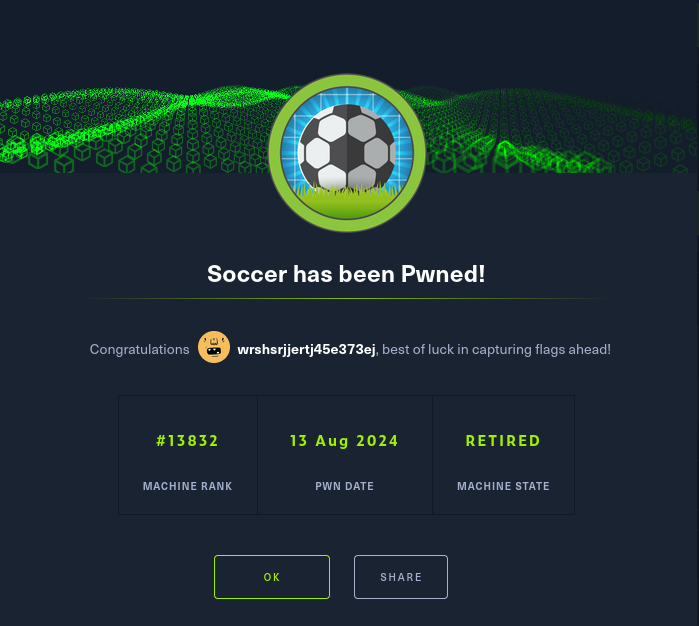 Soccer has been Pwned!
Congratulations wrshsrjjertj45e373ej, best of luck in capturing flags ahead!
#13832 13 Aug 2024 RETIRED
MACHINE RANK PWN DATE MACHINE STATE
OK SHARE